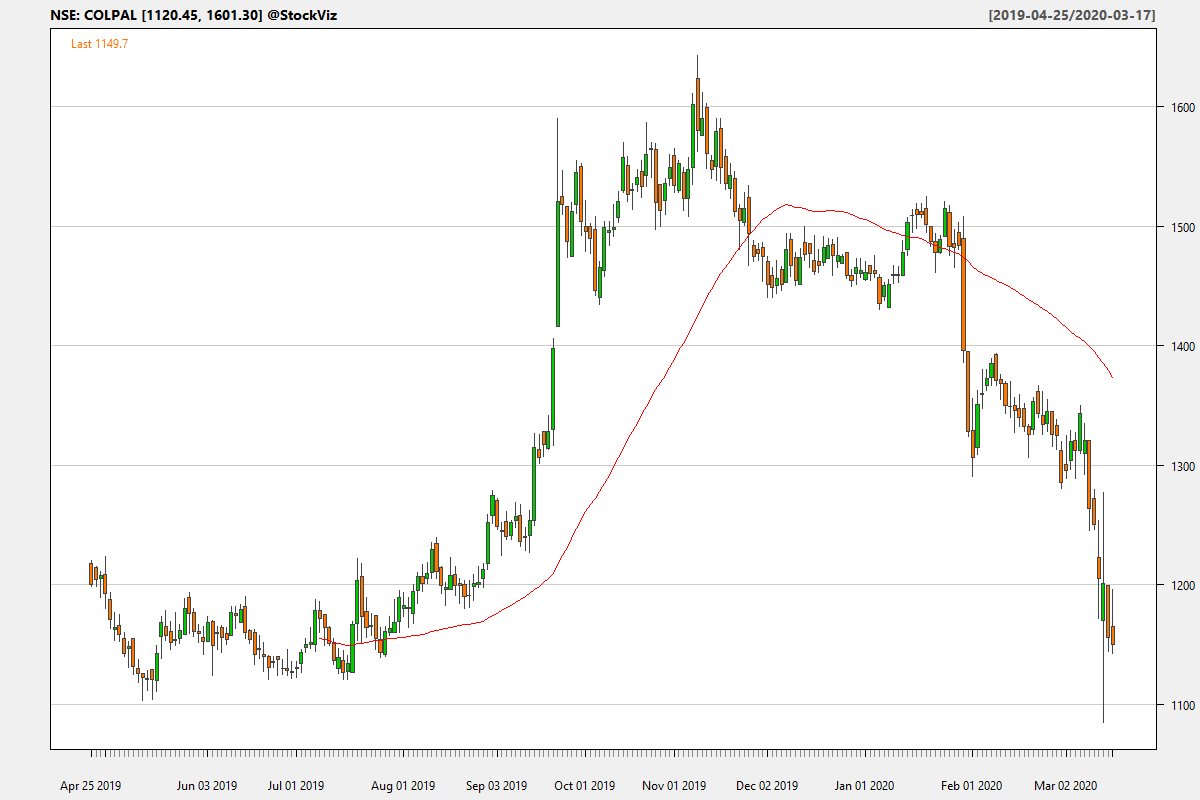 NSE: COLPAL [1120.45, 1601.30] @StockViz
[2019-04-25/2020-03-17]
Last 1149.7
1600
1500
1400
1300
1200
1100
Apr 25 2019 Jun 03 2019 Jul 01 2019 Aug 01 2019 Sep 03 2019 Oct 01 2019 Nov 01 2019 Dec 02 2019 Jan 01 2020 Feb 01 2020 Mar 02 2020